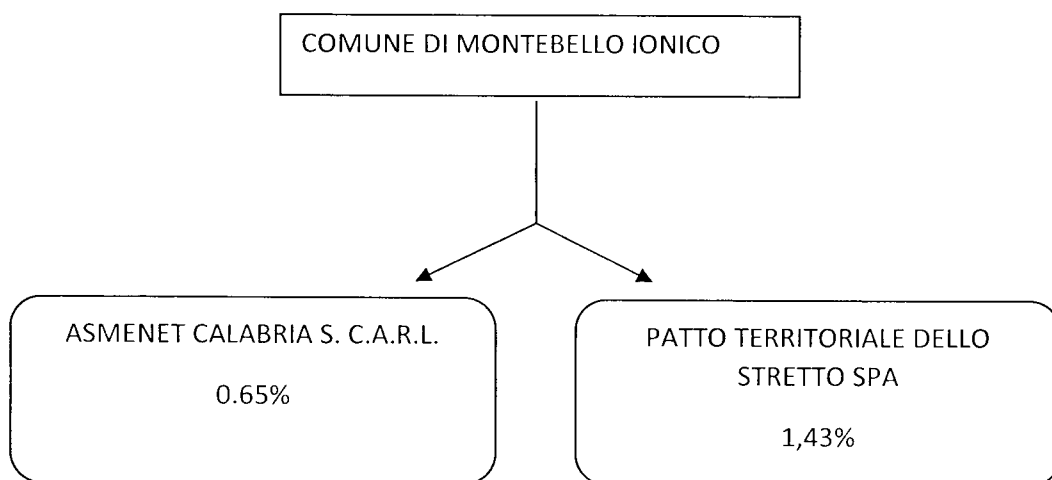 COMUNE DI MONTEBELLO IONICO
ASMENET CALABRIA S. C.A.R.L.
0.65%
PATTO TERRITORIALE DELLO
STRETTO SPA
1,43%